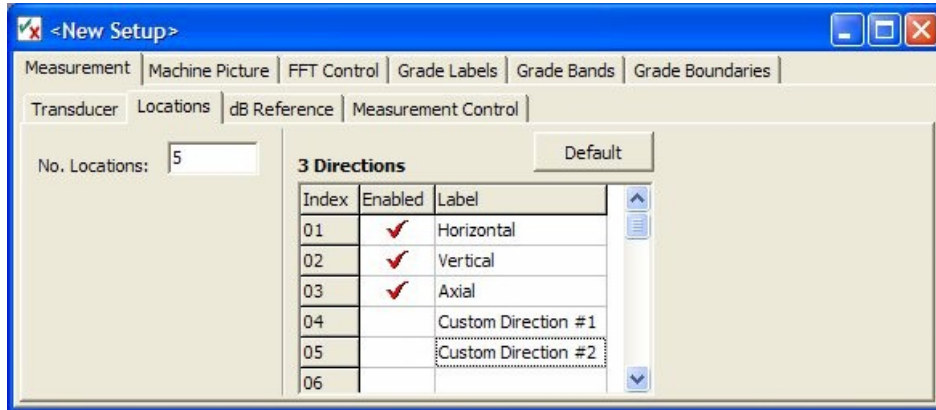 <New Setup>
Measurement Machine Picture FFT Control Grade Labels Grade Bands Grade Boundaries
Transducer Locations dB Reference Measurement Control
No. Locations: 5
3 Directions Default
Index Enabled Label
01 Horizontal
02 Vertical
03 Axial
04 Custom Direction #1
05 Custom Direction #2
06